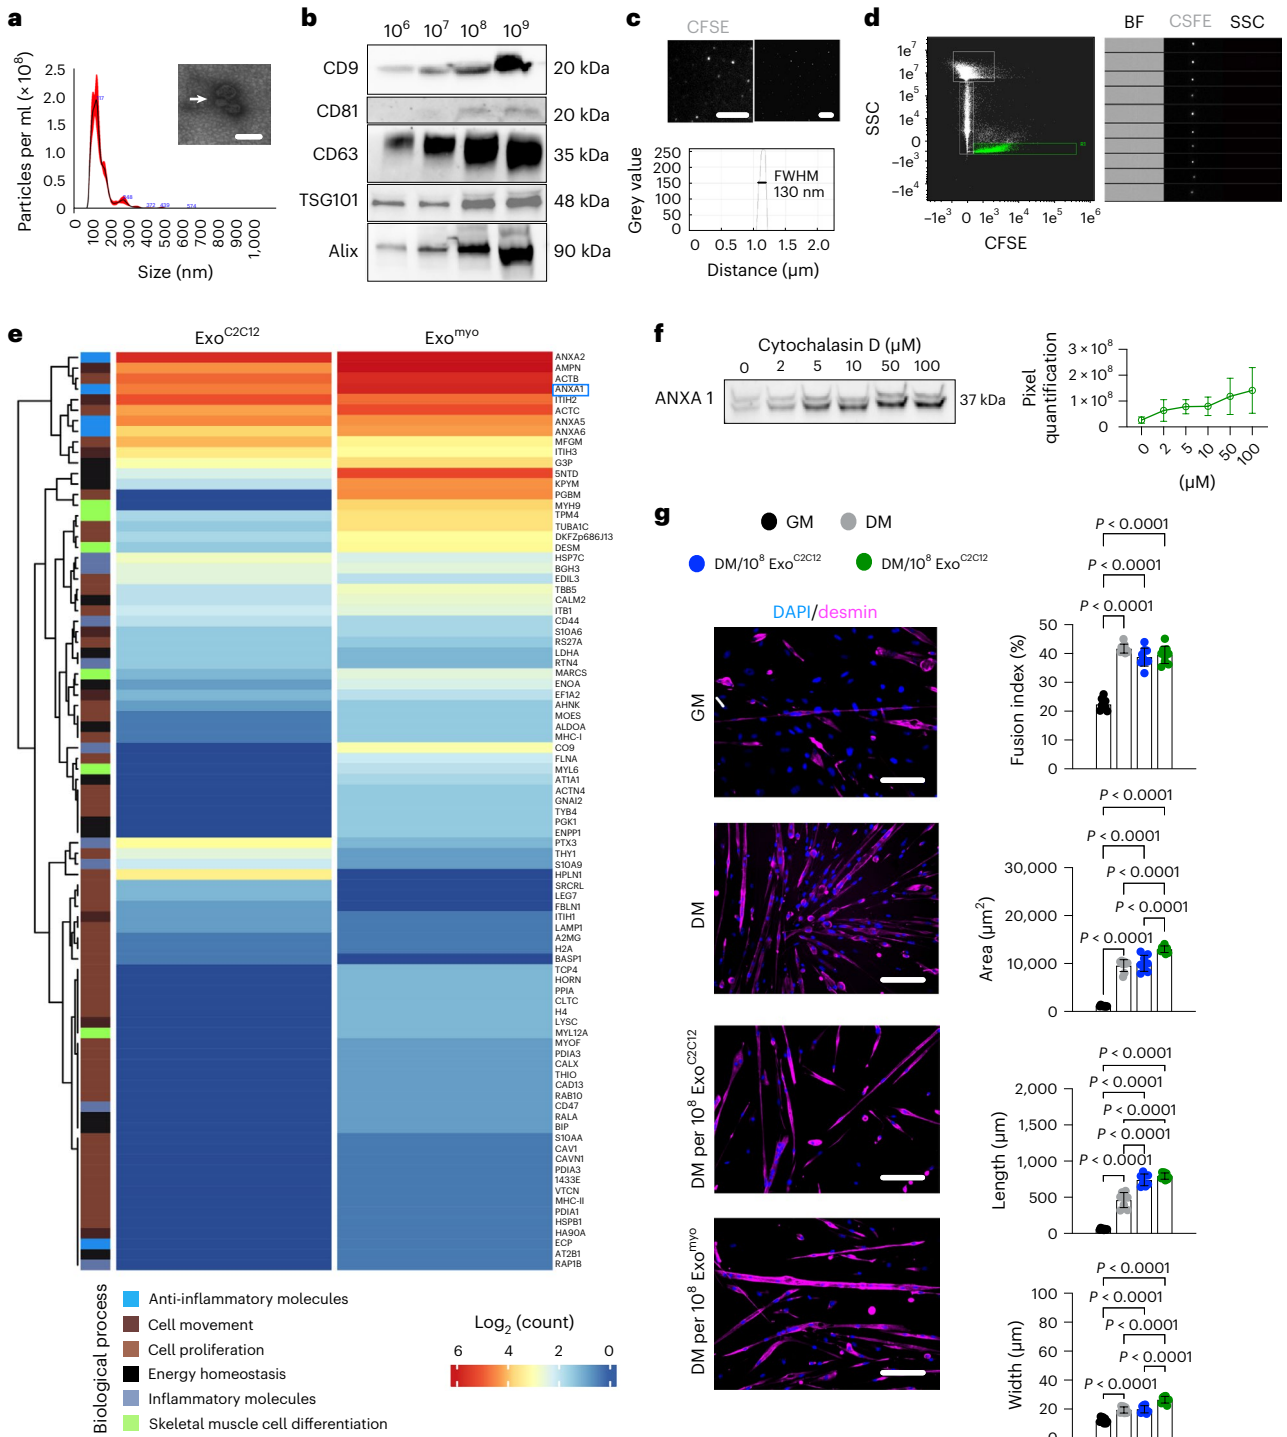 a
Particles per ml (×10⁸)
2.5
2.0
1.5
1.0
0.5
0
0
100
200
300
400
500
600
700
800
900
1,000
Size (nm)
b
10⁶ 10⁷ 10⁸ 10⁹
CD9 20 kDa
CD81 20 kDa
CD63 35 kDa
TSG101 48 kDa
Alix 90 kDa
c
CFSE
Grey value
250
200
150
100
50
0
FWHM
130 nm
0 0.5 1.0 1.5 2.0
Distance (µm)
d
BF CSFE SSC
SSC
1e⁷
1e⁷
1e⁵
1e⁴
0
−1e³
−1e⁴
−1e³ 0 1e³ 1e⁴ 1e⁵ 1e⁶
CFSE
e
Exo^C2C12 Exo^myo
ANXA2
AMPN
ACTB
ANXA1
ITIH2
ACTC
ANXA5
ANXA6
MFGM
ITIH3
G3P
5NTD
KPYM
PGBM
MYH9
TPM4
TUBA1C
DKFZp686J13
DESM
HSP7C
BGH3
EDIL3
TBB5
CALM2
ITB1
CD44
S10A6
RS27A
LDHA
RTN4
MARCS
ENOA
EF1A2
AHNK
MOES
ALDOA
MHC-I
CO9
FLNA
MYL6
AT1A1
ACTN4
GNAI2
TYB4
PGK1
ENPP1
PTX3
THY1
S10A9
HPLN1
SRCRL
LEG7
FBLN1
ITIH1
LAMP1
A2MG
H2A
BASP1
TCP4
HORN
PPIA
CLTC
H4
LYSC
MYL12A
MYOF
PDIA3
CALX
THIO
CAD13
RAB10
CD47
RALA
BIP
S10AA
CAV1
CAVN1
PDIA3
1433E
VTCN
MHC-II
PDIA1
HSPB1
HA90A
ECP
AT2B1
RAP1B
Biological process
Anti-inflammatory molecules
Cell movement
Cell proliferation
Energy homeostasis
Inflammatory molecules
Skeletal muscle cell differentiation
Log₂ (count)
6 4 2 0
f
Cytochalasin D (µM)
0 2 5 10 50 100
ANXA 1 37 kDa
Pixel
quantification
3 × 10⁸
2 × 10⁸
1 × 10⁸
0
0 2 5 10 50 100
(µM)
g
GM DM
DM/10⁸ Exo^C2C12 DM/10⁸ Exo^C2C12
DAPI/desmin
GM
DM
DM per 10⁸ Exo^C2C12
DM per 10⁸ Exo^myo
P < 0.0001
P < 0.0001
P < 0.0001
Fusion index (%)
50
40
30
20
10
0
P < 0.0001
P < 0.0001
P < 0.0001
P < 0.0001
P < 0.0001
Area (µm²)
30,000
20,000
10,000
0
P < 0.0001
P < 0.0001
P < 0.0001
P < 0.0001
P < 0.0001
Length (µm)
2,000
1,500
1,000
500
0
P < 0.0001
P < 0.0001
P < 0.0001
P < 0.0001
P < 0.0001
Width (µm)
100
80
60
40
20
0